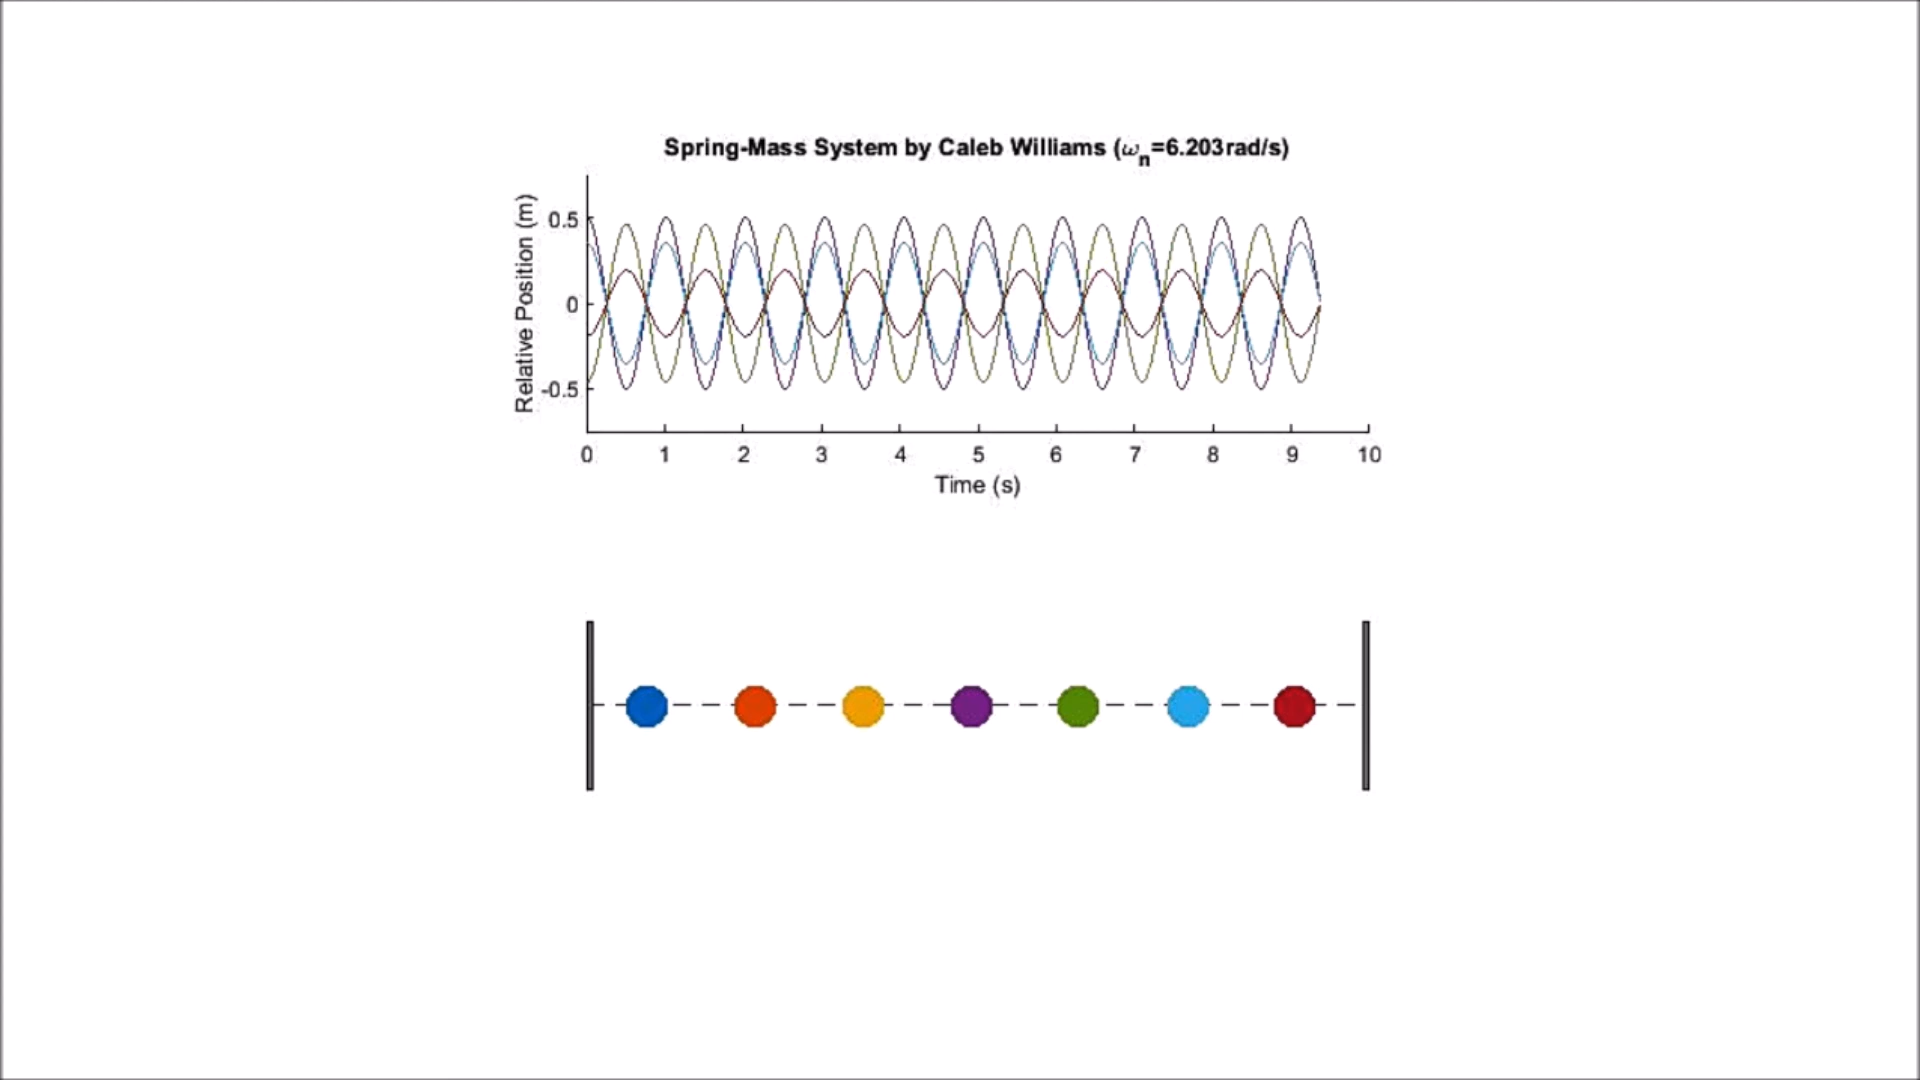 Spring-Mass System by Caleb Williams (ωn=6.203rad/s)
Relative Position (m)
0.5
0
-0.5
0 1 2 3 4 5 6 7 8 9 10
Time (s)